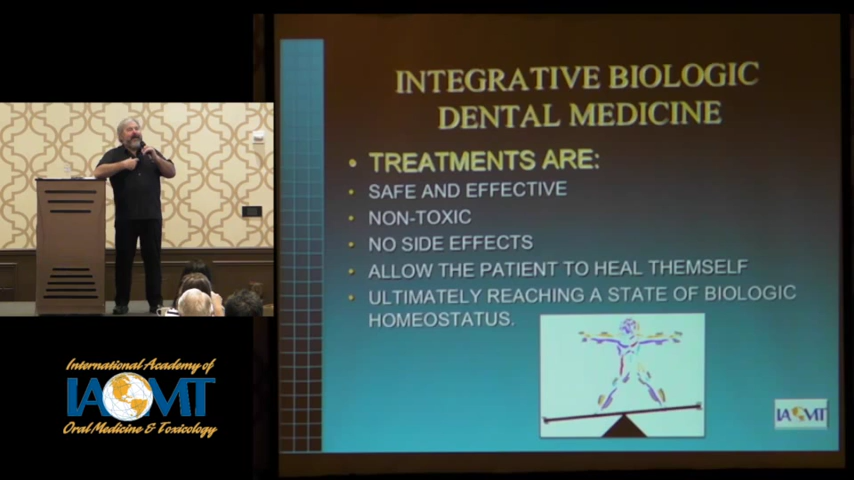 INTEGRATIVE BIOLOGIC
DENTAL MEDICINE
• TREATMENTS ARE:
• SAFE AND EFFECTIVE
• NON-TOXIC
• NO SIDE EFFECTS
• ALLOW THE PATIENT TO HEAL THEMSELF
• ULTIMATELY REACHING A STATE OF BIOLOGIC
HOMEOSTATUS.
IAOMT
International Academy of
IAOMT
Oral Medicine & Toxicology